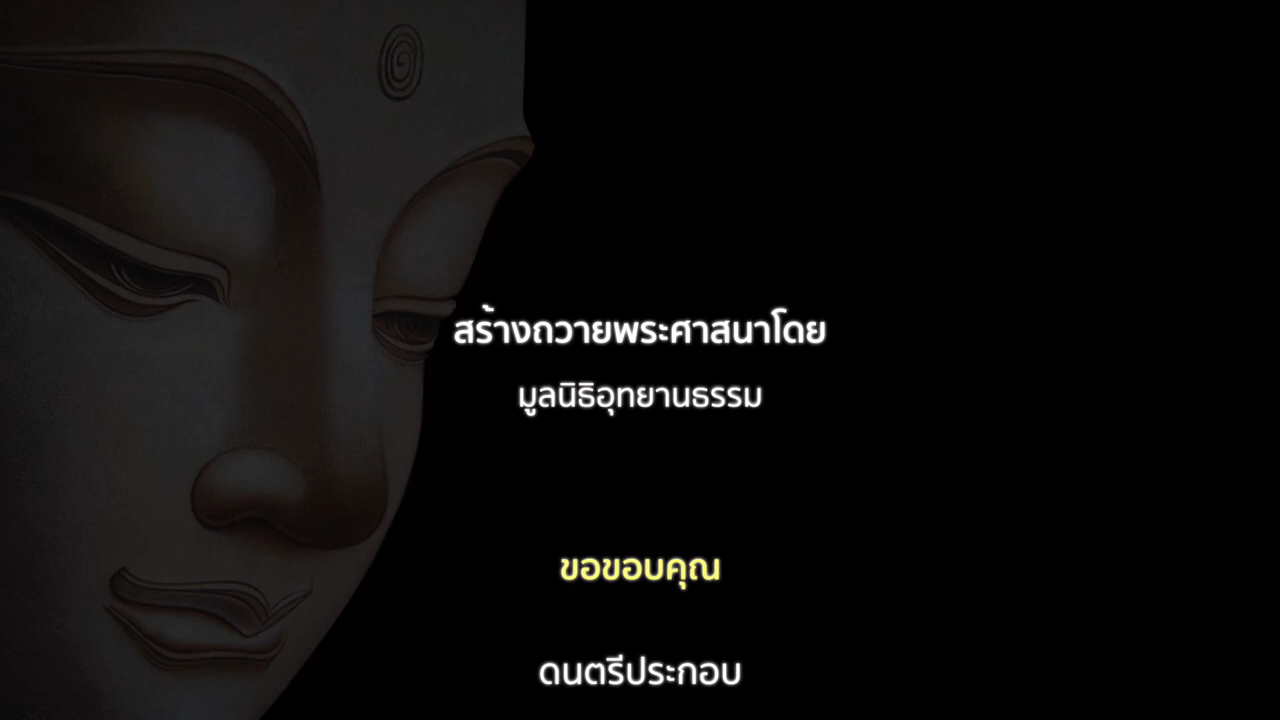 สร้างถวายพระศาสนาโดย
มูลนิธิอุทยานธรรม
ขอขอบคุณ
ดนตรีประกอบ